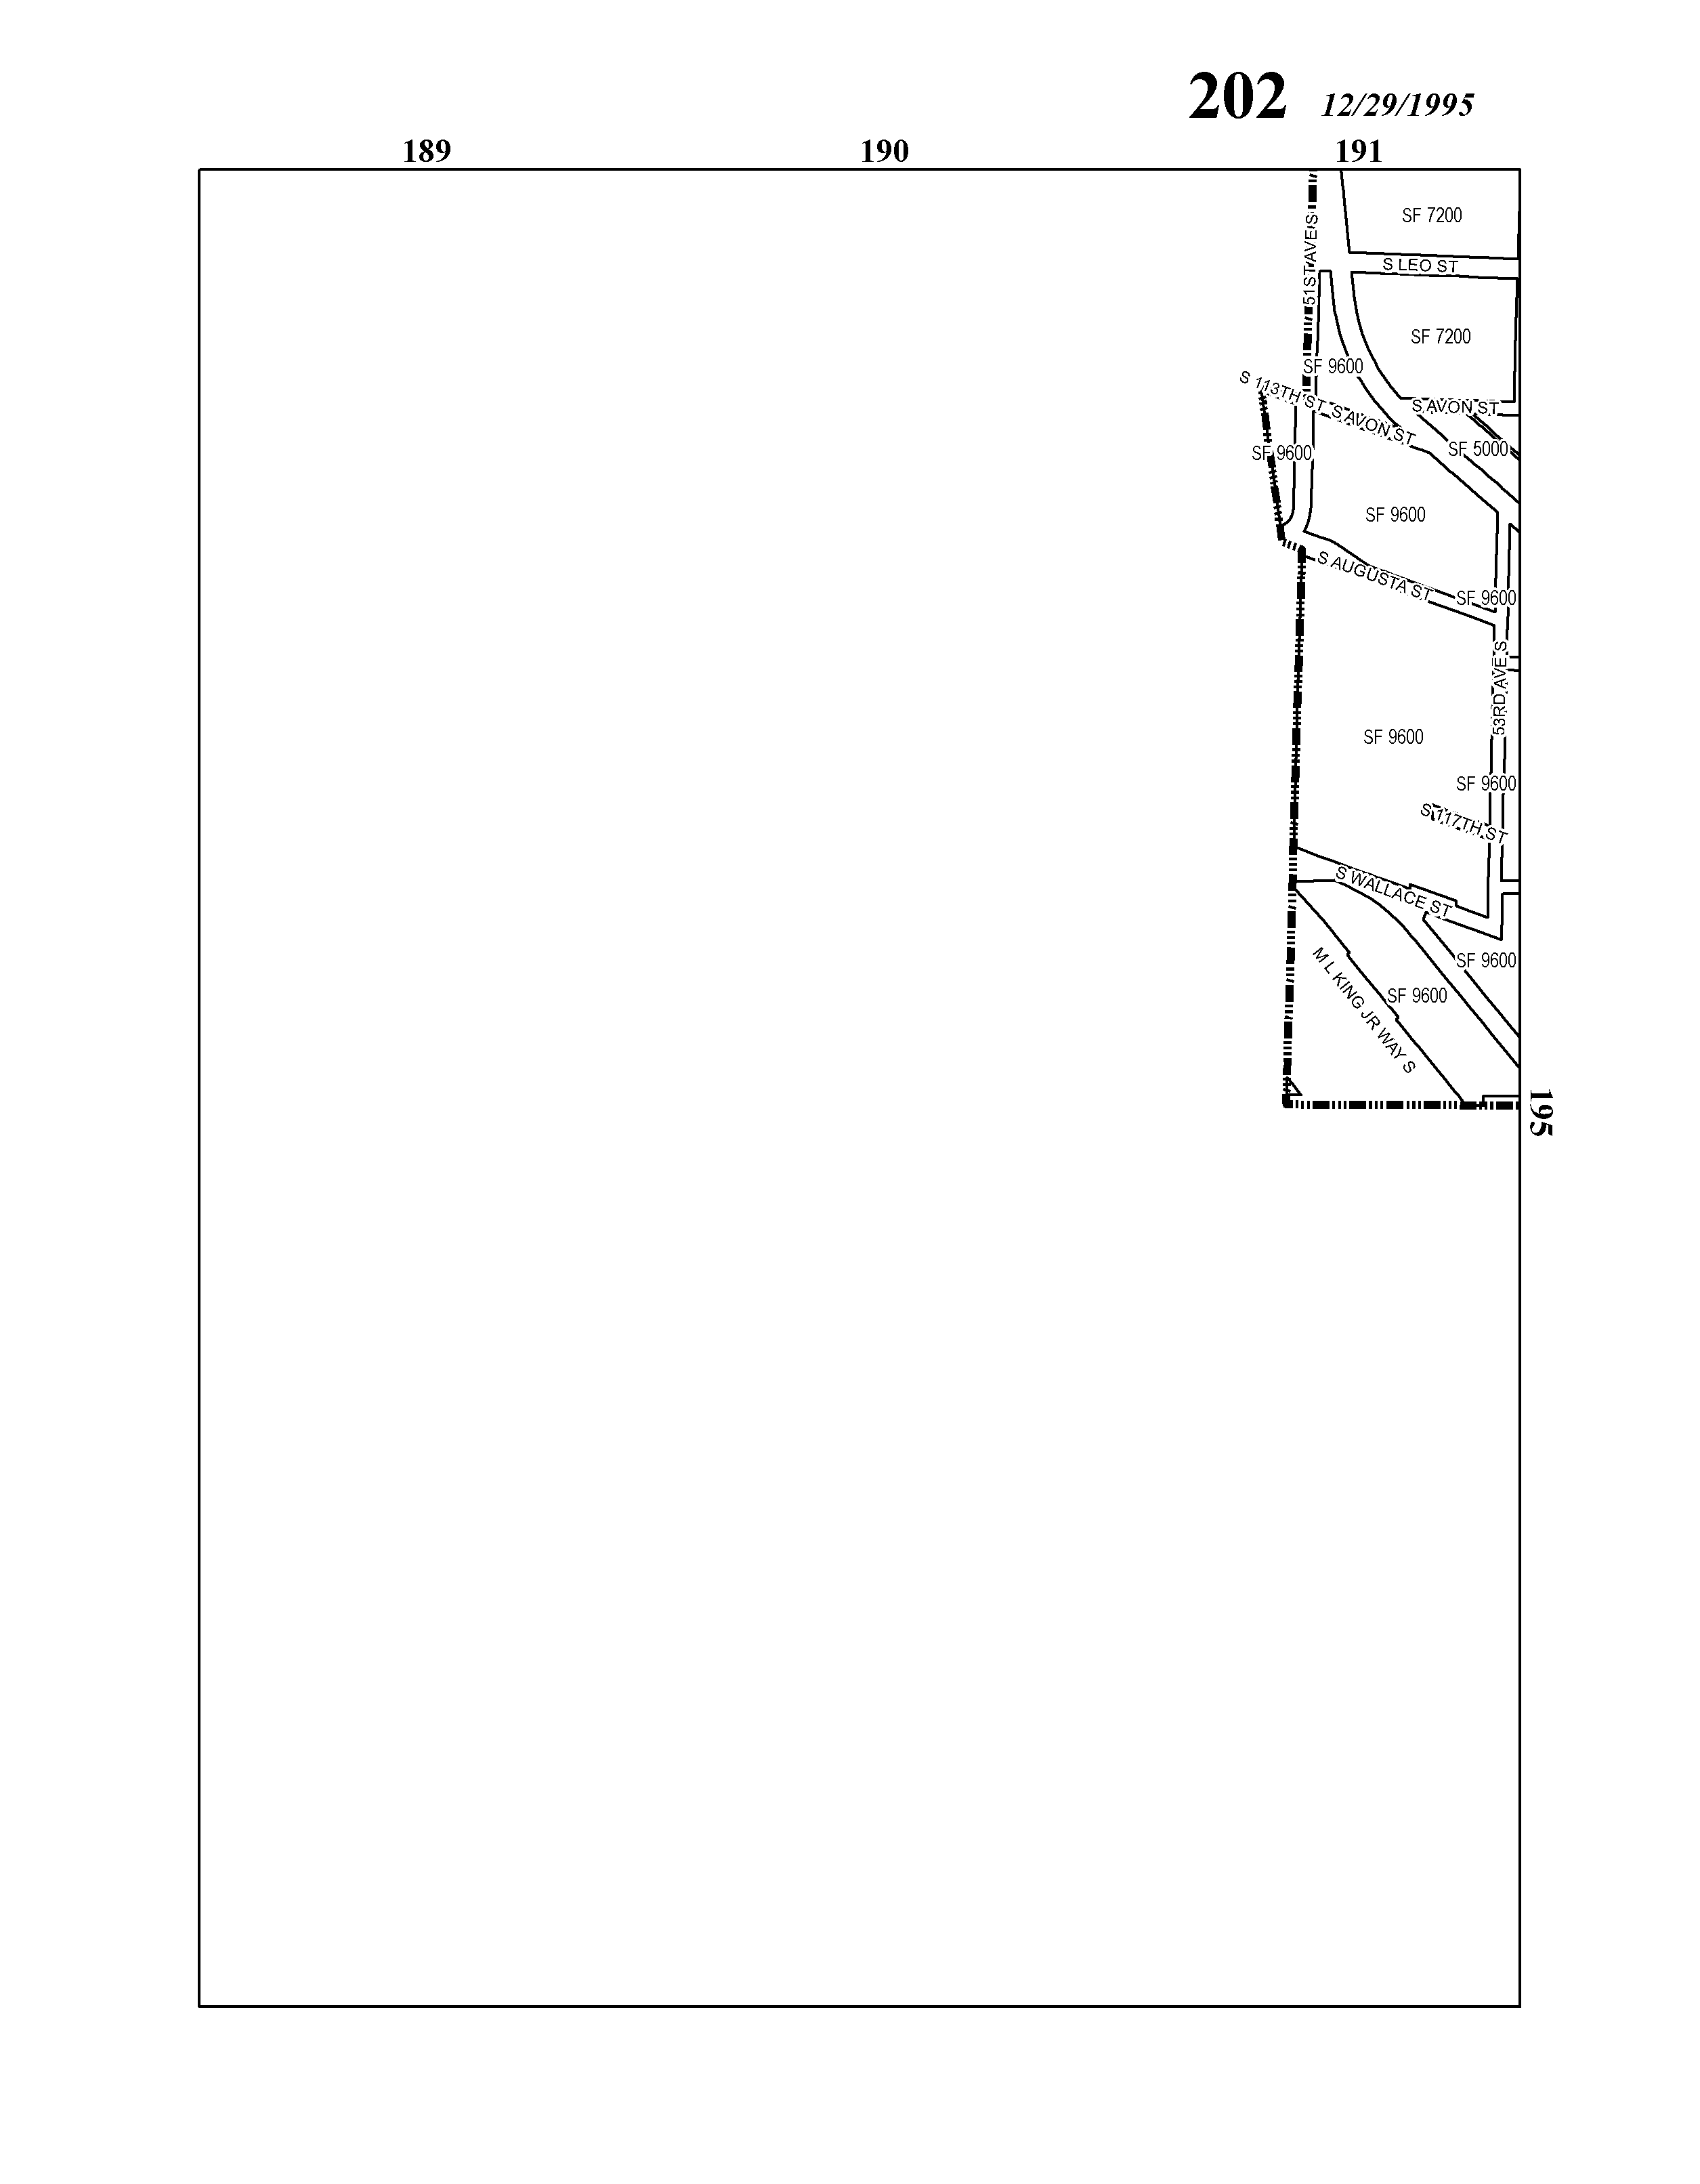 202 12/29/1995
189 190 191
SF 7200
51ST AVE S
S LEO ST
SF 7200
SF 9600
S 113TH ST
S AVON ST
S AVON ST
SF 9600
SF 5000
SF 9600
S AUGUSTA ST
SF 9600
53RD AVE S
SF 9600
SF 9600
S 117TH ST
S WALLACE ST
SF 9600
M L KING JR WAY S
SF 9600
195